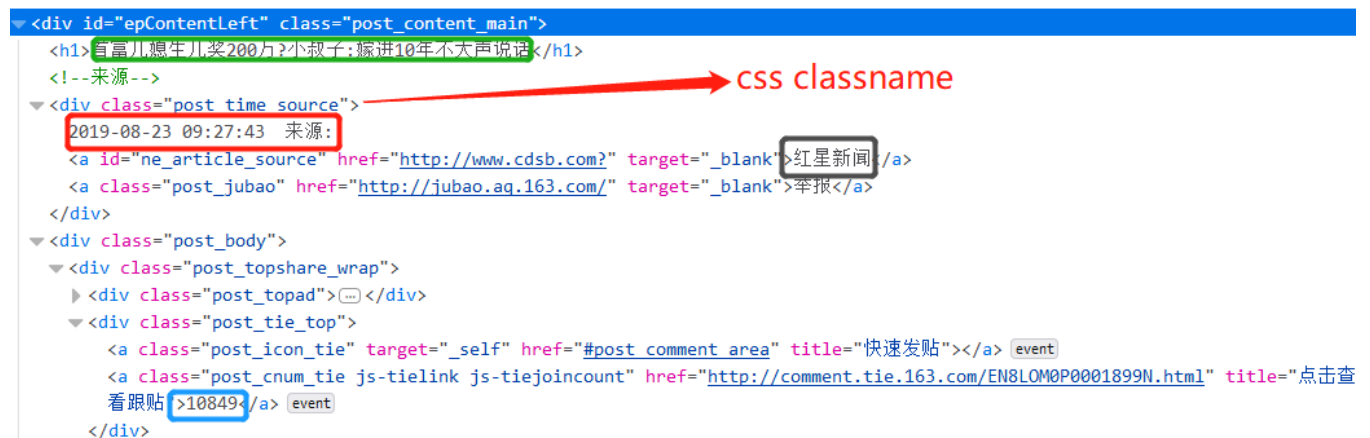 <div id="epContentLeft" class="post_content_main">
<h1>首富儿媳生儿奖200万?小叔子:嫁进10年不大声说话</h1>
<!--来源-->
css classname
<div class="post_time_source">
2019-08-23 09:27:43 来源:
<a id="ne_article_source" href="http://www.cdsb.com?" target="_blank">红星新闻</a>
<a class="post_jubao" href="http://jubao.aq.163.com/" target="_blank">举报</a>
</div>
<div class="post_body">
<div class="post_topshare_wrap">
<div class="post_topad">…</div>
<div class="post_tie_top">
<a class="post_icon_tie" target="_self" href="#post_comment_area" title="快速发贴"></a> event
<a class="post_cnum_tie js-tielink js-tiejoincount" href="http://comment.tie.163.com/EN8LOM0P0001899N.html" title="点击查
看跟贴">10849</a> event
</div>